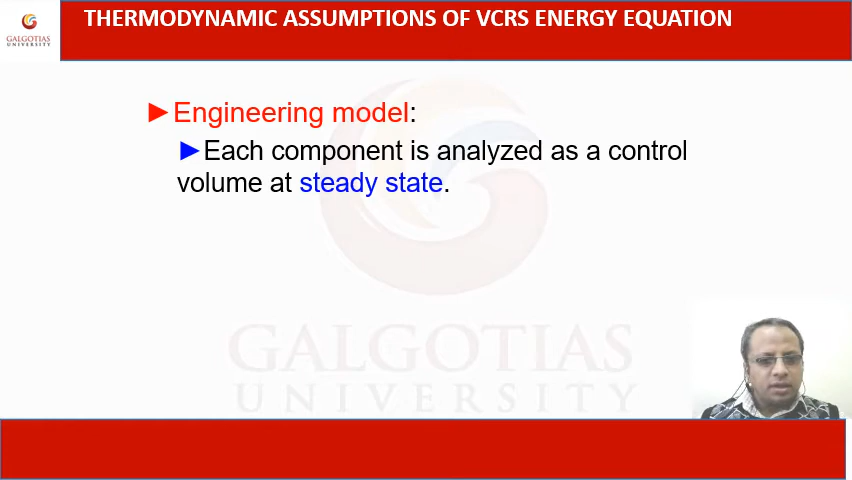 THERMODYNAMIC ASSUMPTIONS OF VCRS ENERGY EQUATION
GALGOTIAS
UNIVERSITY
►Engineering model:
►Each component is analyzed as a control
volume at steady state.
GALGOTIAS
UNIVERSITY